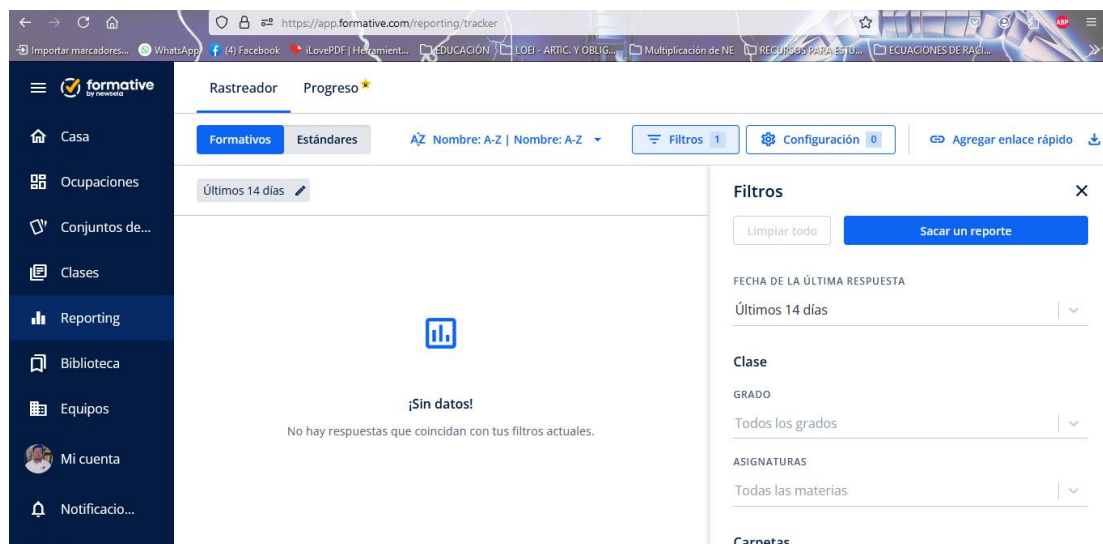 https://app.formative.com/reporting/tracker
ABP
Importar marcadores... WhatsApp (4) Facebook iLovePDF | Herramient... EDUCACIÓN LOEI - ARTIC. Y OBLIG... Multiplicación de NE RECURSOS PARA ESTU... ECUACIONES DE RACI...
formative
by newsela
Rastreador Progreso
Casa
Formativos Estándares AZ Nombre: A-Z | Nombre: A-Z Filtros 1 Configuración 0 Agregar enlace rápido
Ocupaciones
Últimos 14 días
Filtros
Conjuntos de...
Limpiar todo Sacar un reporte
Clases
FECHA DE LA ÚLTIMA RESPUESTA
Últimos 14 días
Reporting
Biblioteca
Clase
GRADO
Todos los grados
Equipos
¡Sin datos!
No hay respuestas que coincidan con tus filtros actuales.
Mi cuenta
ASIGNATURAS
Todas las materias
Notificacio...
Carpetas